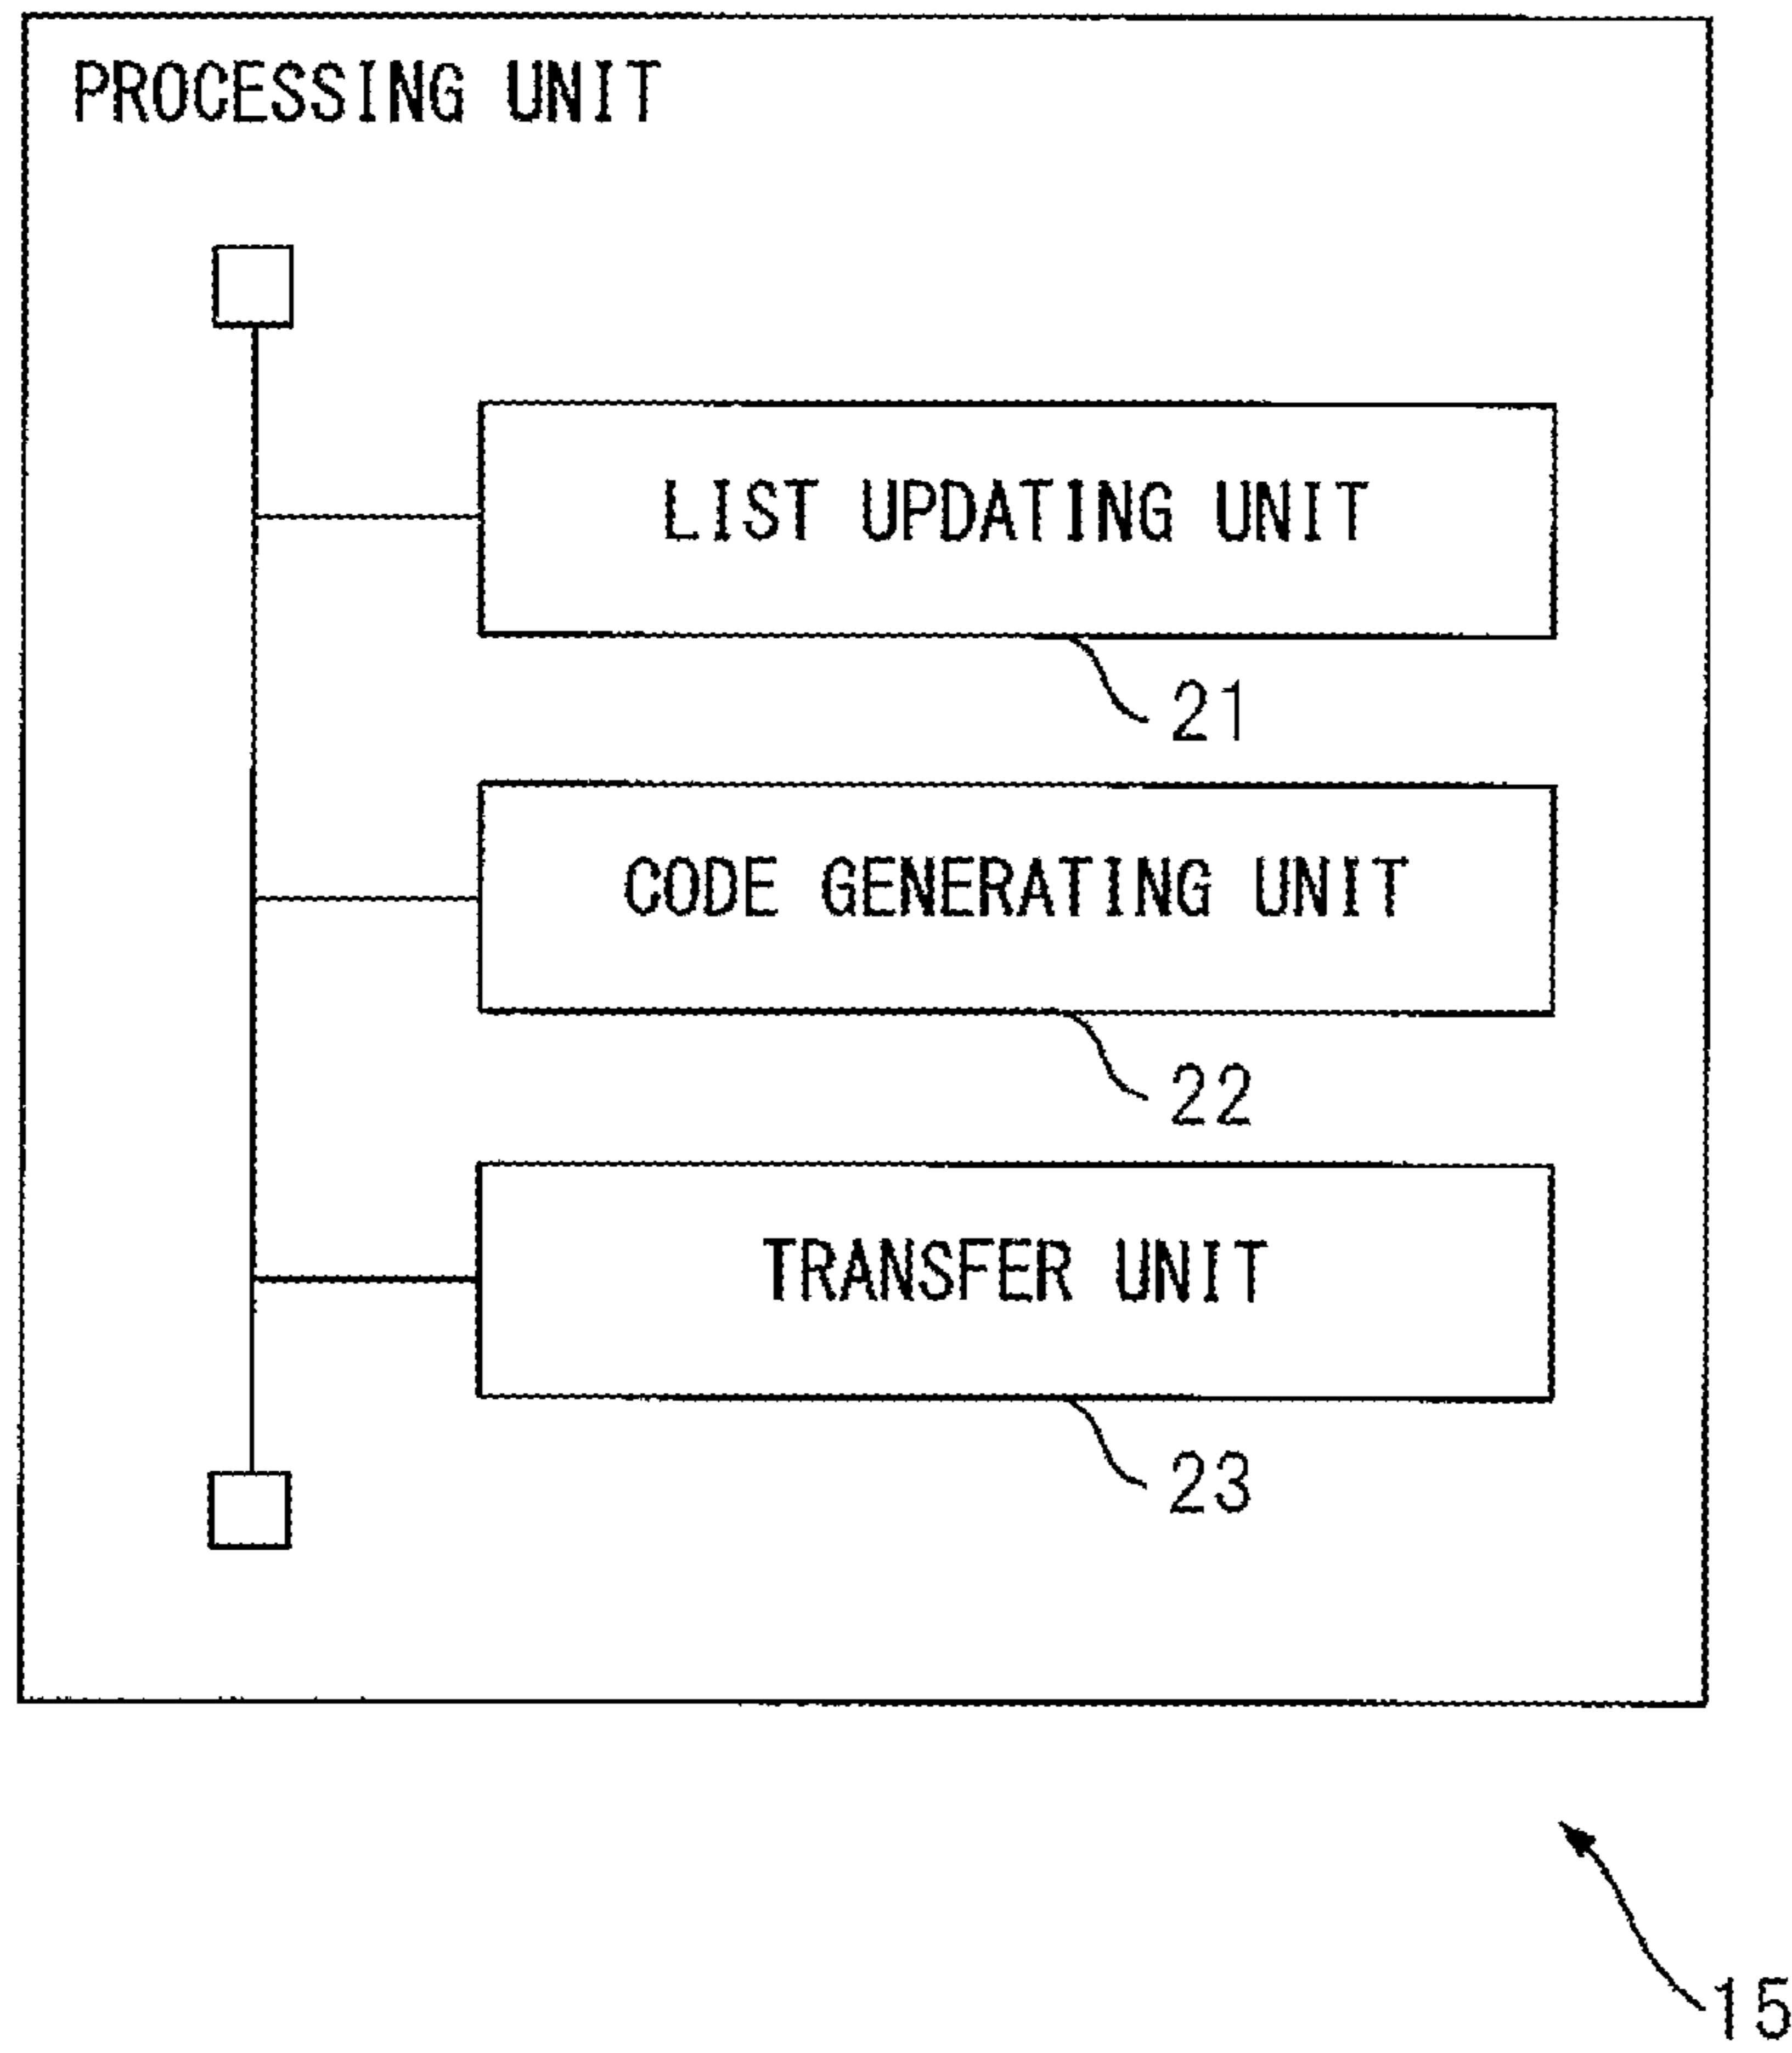 PROCESSING UNIT
LIST UPDATING UNIT
21
CODE GENERATING UNIT
22
TRANSFER UNIT
23
15